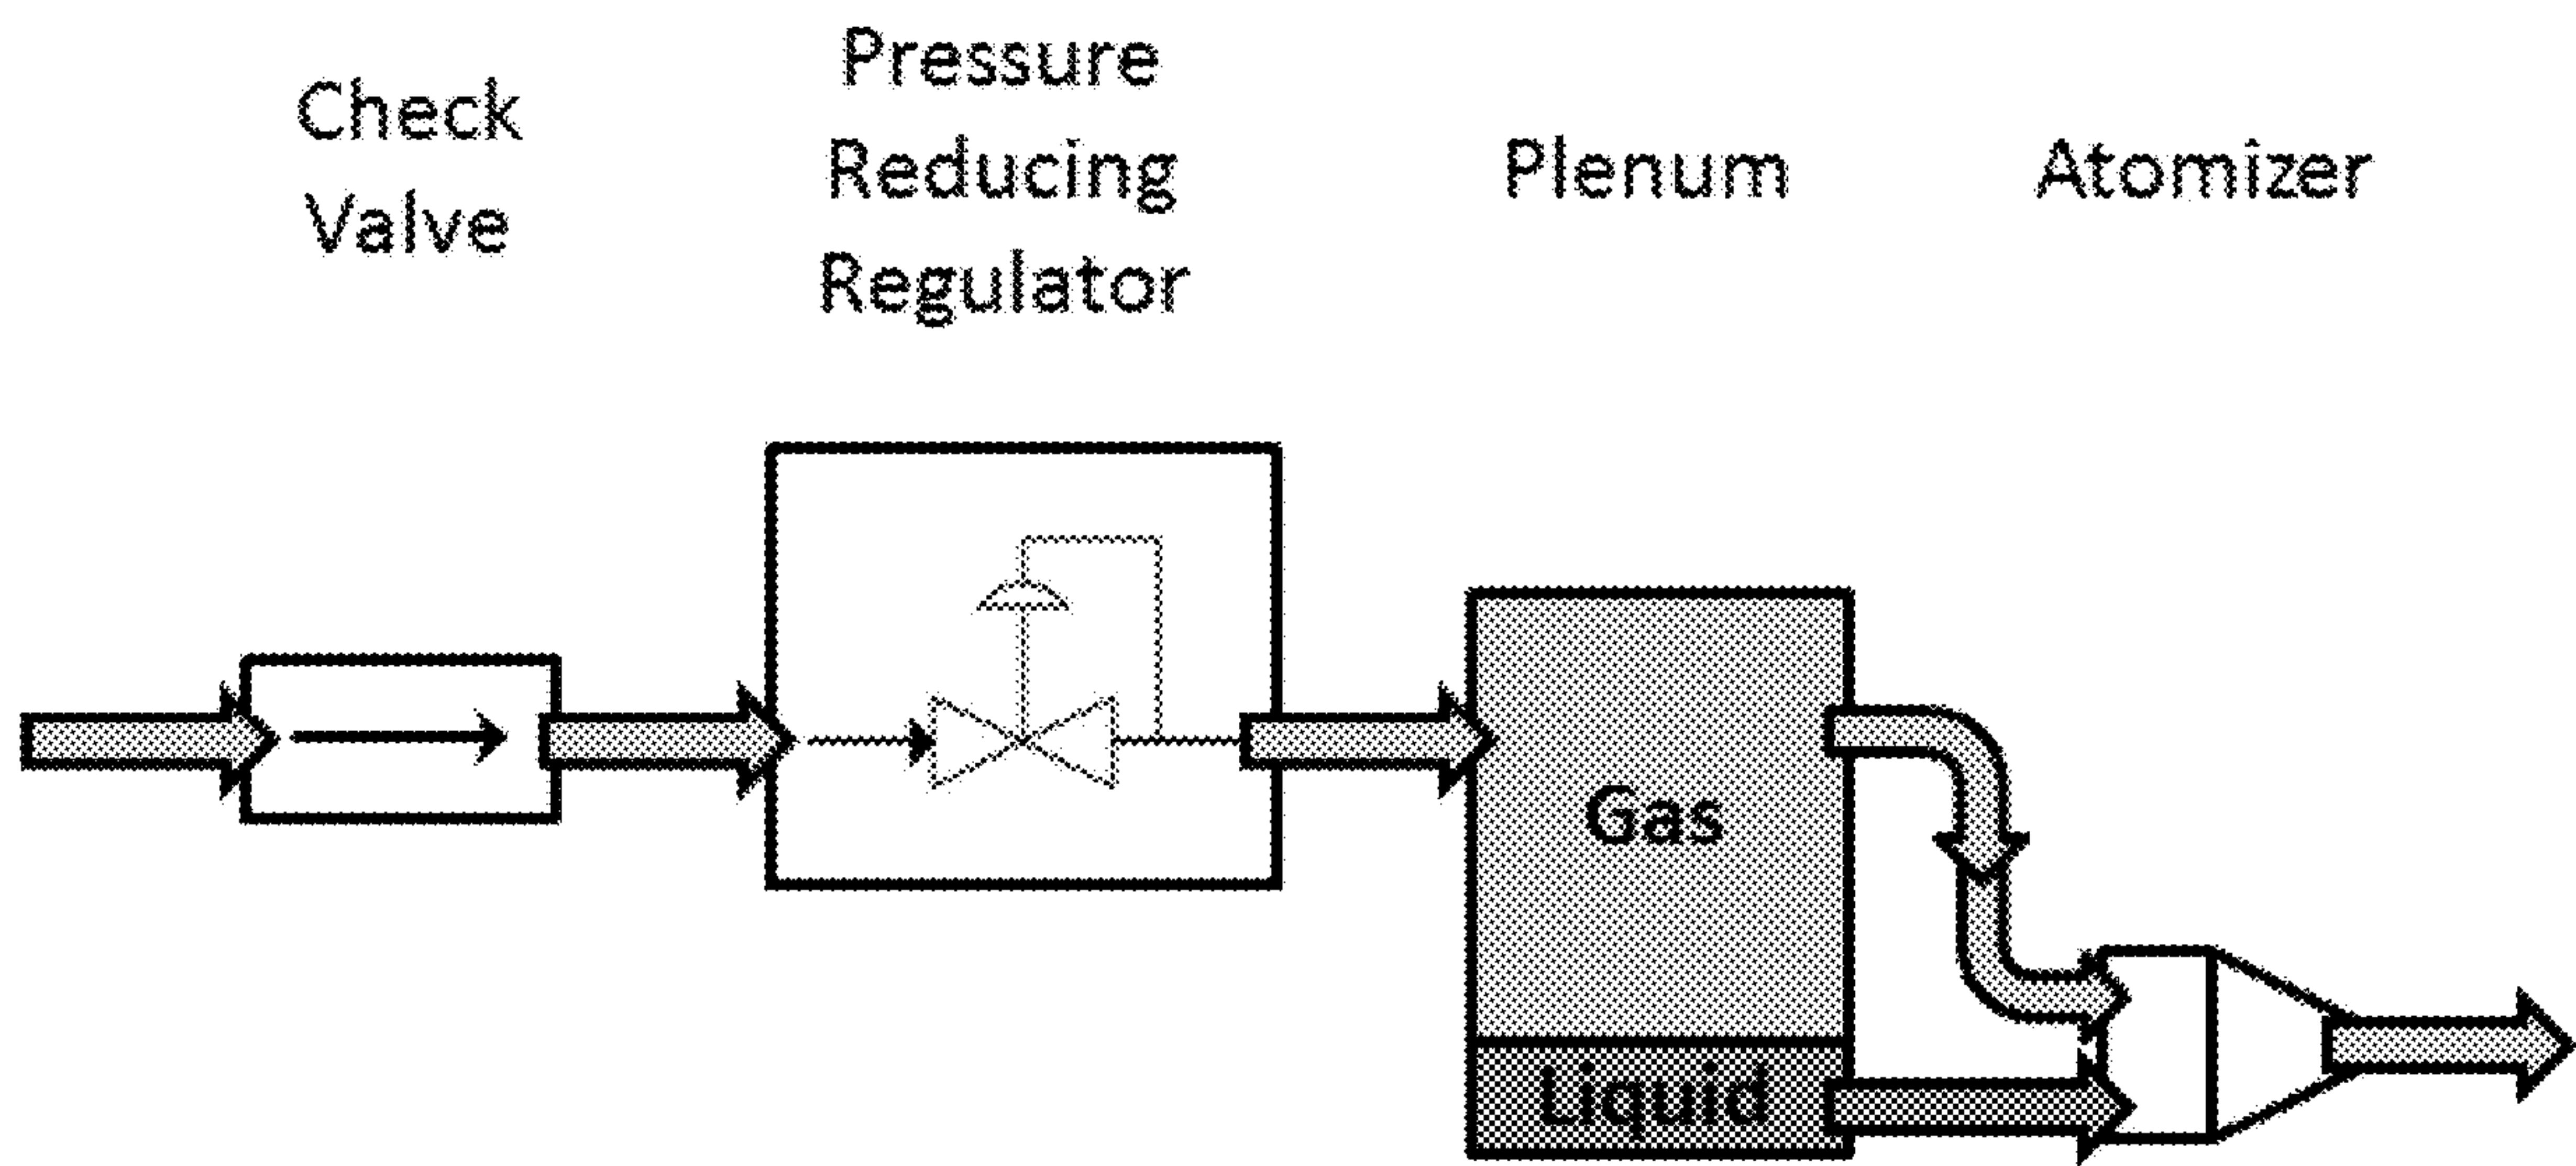 Check
Valve
Pressure
Reducing
Regulator
Plenum
Atomizer
Gas
Liquid